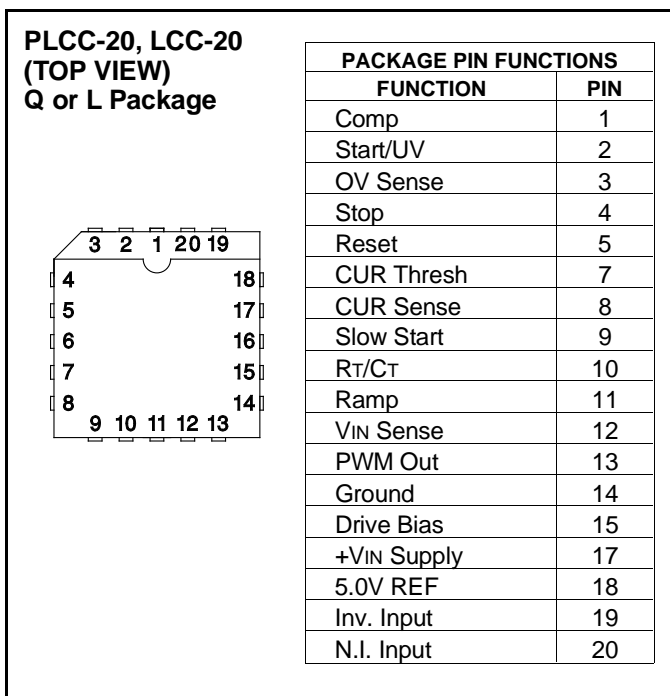 PLCC-20, LCC-20
(TOP VIEW)
Q or L Package
3 2 1 20 19
4 18
5 17
6 16
7 15
8 14
9 10 11 12 13
PACKAGE PIN FUNCTIONS
FUNCTION PIN
Comp 1
Start/UV 2
OV Sense 3
Stop 4
Reset 5
CUR Thresh 7
CUR Sense 8
Slow Start 9
RT/CT 10
Ramp 11
VIN Sense 12
PWM Out 13
Ground 14
Drive Bias 15
+VIN Supply 17
5.0V REF 18
Inv. Input 19
N.I. Input 20